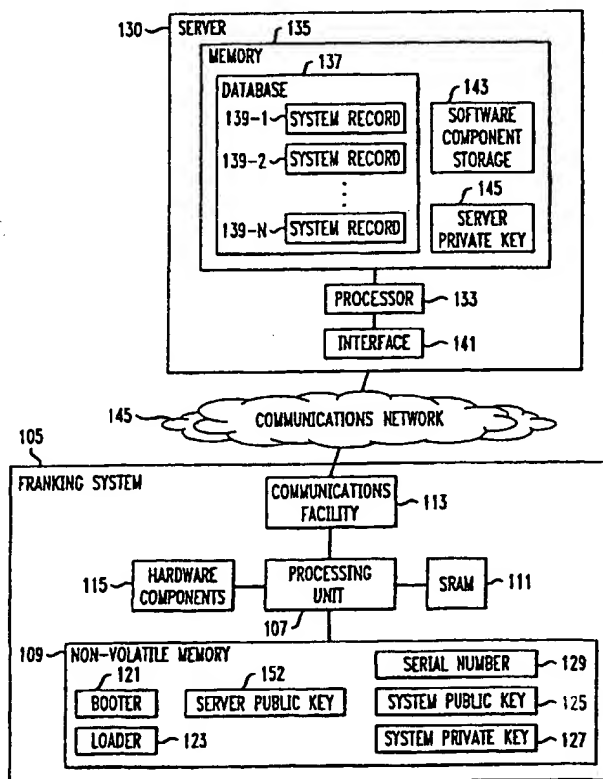 130 SERVER
135
MEMORY
137
DATABASE
139-1 SYSTEM RECORD
139-2 SYSTEM RECORD
139-N SYSTEM RECORD
143
SOFTWARE
COMPONENT
STORAGE
145
SERVER
PRIVATE KEY
PROCESSOR 133
INTERFACE 141
145 COMMUNICATIONS NETWORK
105
FRANKING SYSTEM
COMMUNICATIONS
FACILITY 113
115 HARDWARE
COMPONENTS
PROCESSING
UNIT
107
SRAM 111
109 NON-VOLATILE MEMORY
121
BOOTER
LOADER 123
152
SERVER PUBLIC KEY
SERIAL NUMBER 129
SYSTEM PUBLIC KEY 125
SYSTEM PRIVATE KEY 127